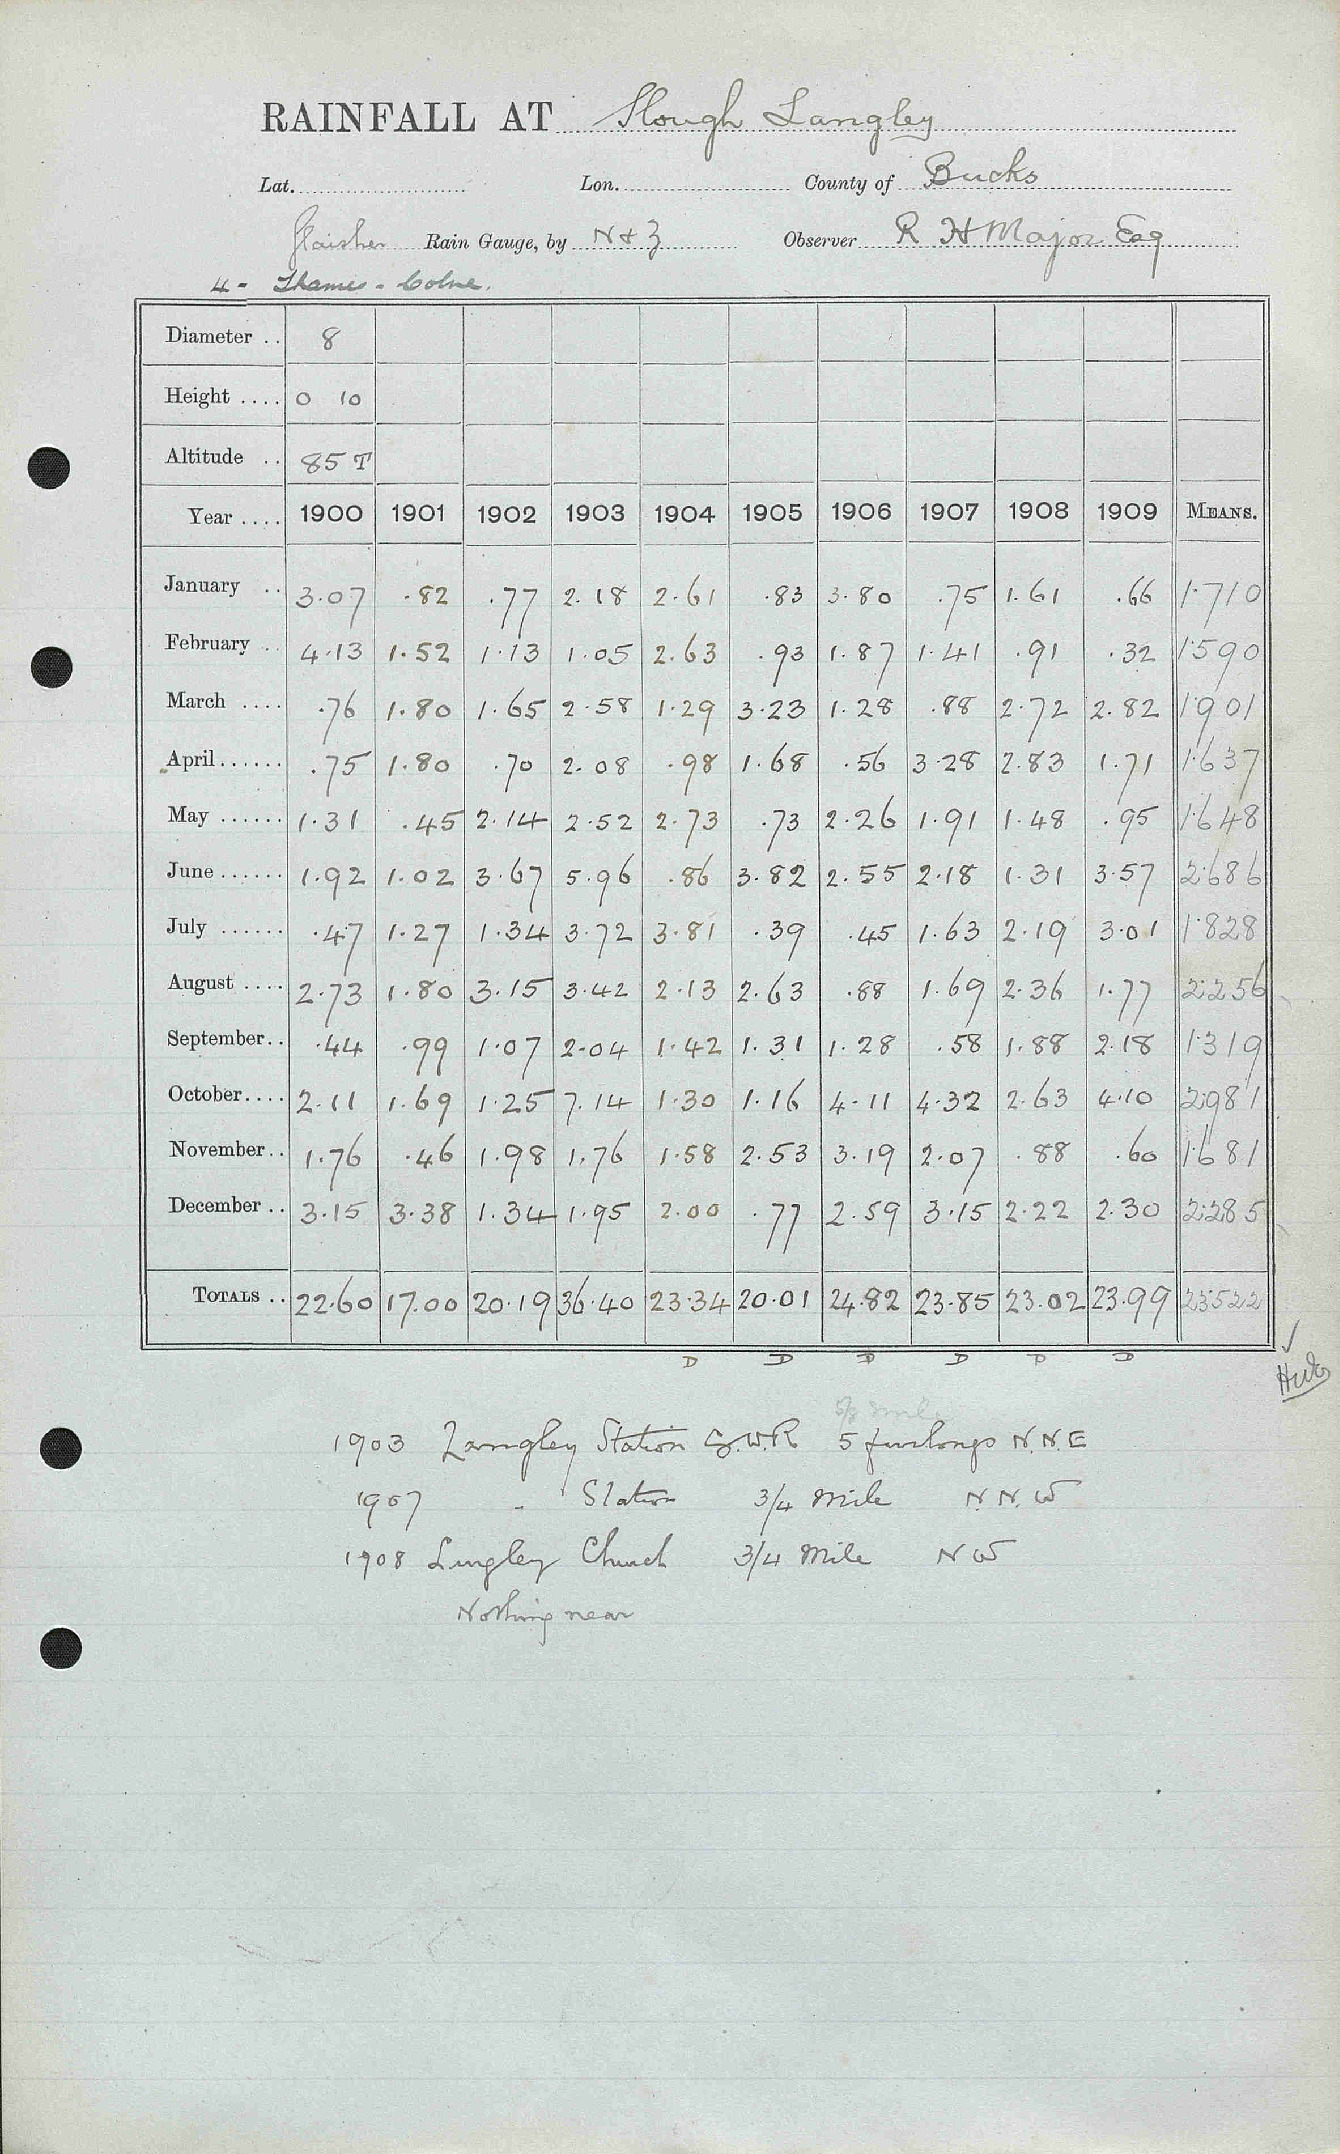 RAINFALL AT Slough Langley
Lat. Lon. County of Bucks
Glaisher Rain Gauge, by N & Z Observer R H Major Esq
4 - Thames - Colne.
Diameter .. 8
Height .... 0 10
Altitude .. 85 T
Year .... 1900 1901 1902 1903 1904 1905 1906 1907 1908 1909 MEANS.
January .. 3.07 .82 .77 2.18 2.61 .83 3.80 .75 1.61 .66 1.710
February .. 4.13 1.52 1.13 1.05 2.63 .93 1.87 1.41 .91 .32 1590
March .... .76 1.80 1.65 2.58 1.29 3.23 1.28 .88 2.72 2.82 1901
April ...... .75 1.80 .70 2.08 .98 1.68 .56 3.28 2.83 1.71 1.637
May ...... 1.31 .45 2.14 2.52 2.73 .73 2.26 1.91 1.48 .95 1.648
June ...... 1.92 1.02 3.67 5.96 .86 3.82 2.55 2.18 1.31 3.57 2.686
July ...... .47 1.27 1.34 3.72 3.81 .39 .45 1.63 2.19 3.01 1.828
August .... 2.73 1.80 3.15 3.42 2.13 2.63 .88 1.69 2.36 1.77 2.256
September .. .44 .99 1.07 2.04 1.42 1.31 1.28 .58 1.88 2.18 1.319
October .... 2.11 1.69 1.25 7.14 1.30 1.16 4.11 4.32 2.63 4.10 2.981
November .. 1.76 .46 1.98 1.76 1.58 2.53 3.19 2.07 .88 .60 1.681
December .. 3.15 3.38 1.34 1.95 2.00 .77 2.59 3.15 2.22 2.30 2.285
TOTALS .. 22.60 17.00 20.19 36.40 23.34 20.01 24.82 23.85 23.02 23.99 23.522
D D D D D D
5/8 mile
1903 Langley Station G.W.R 5 furlongs N.N.E
1907 " Station 3/4 Mile N.N.W
1908 Langley Church 3/4 Mile NW
Nothing near